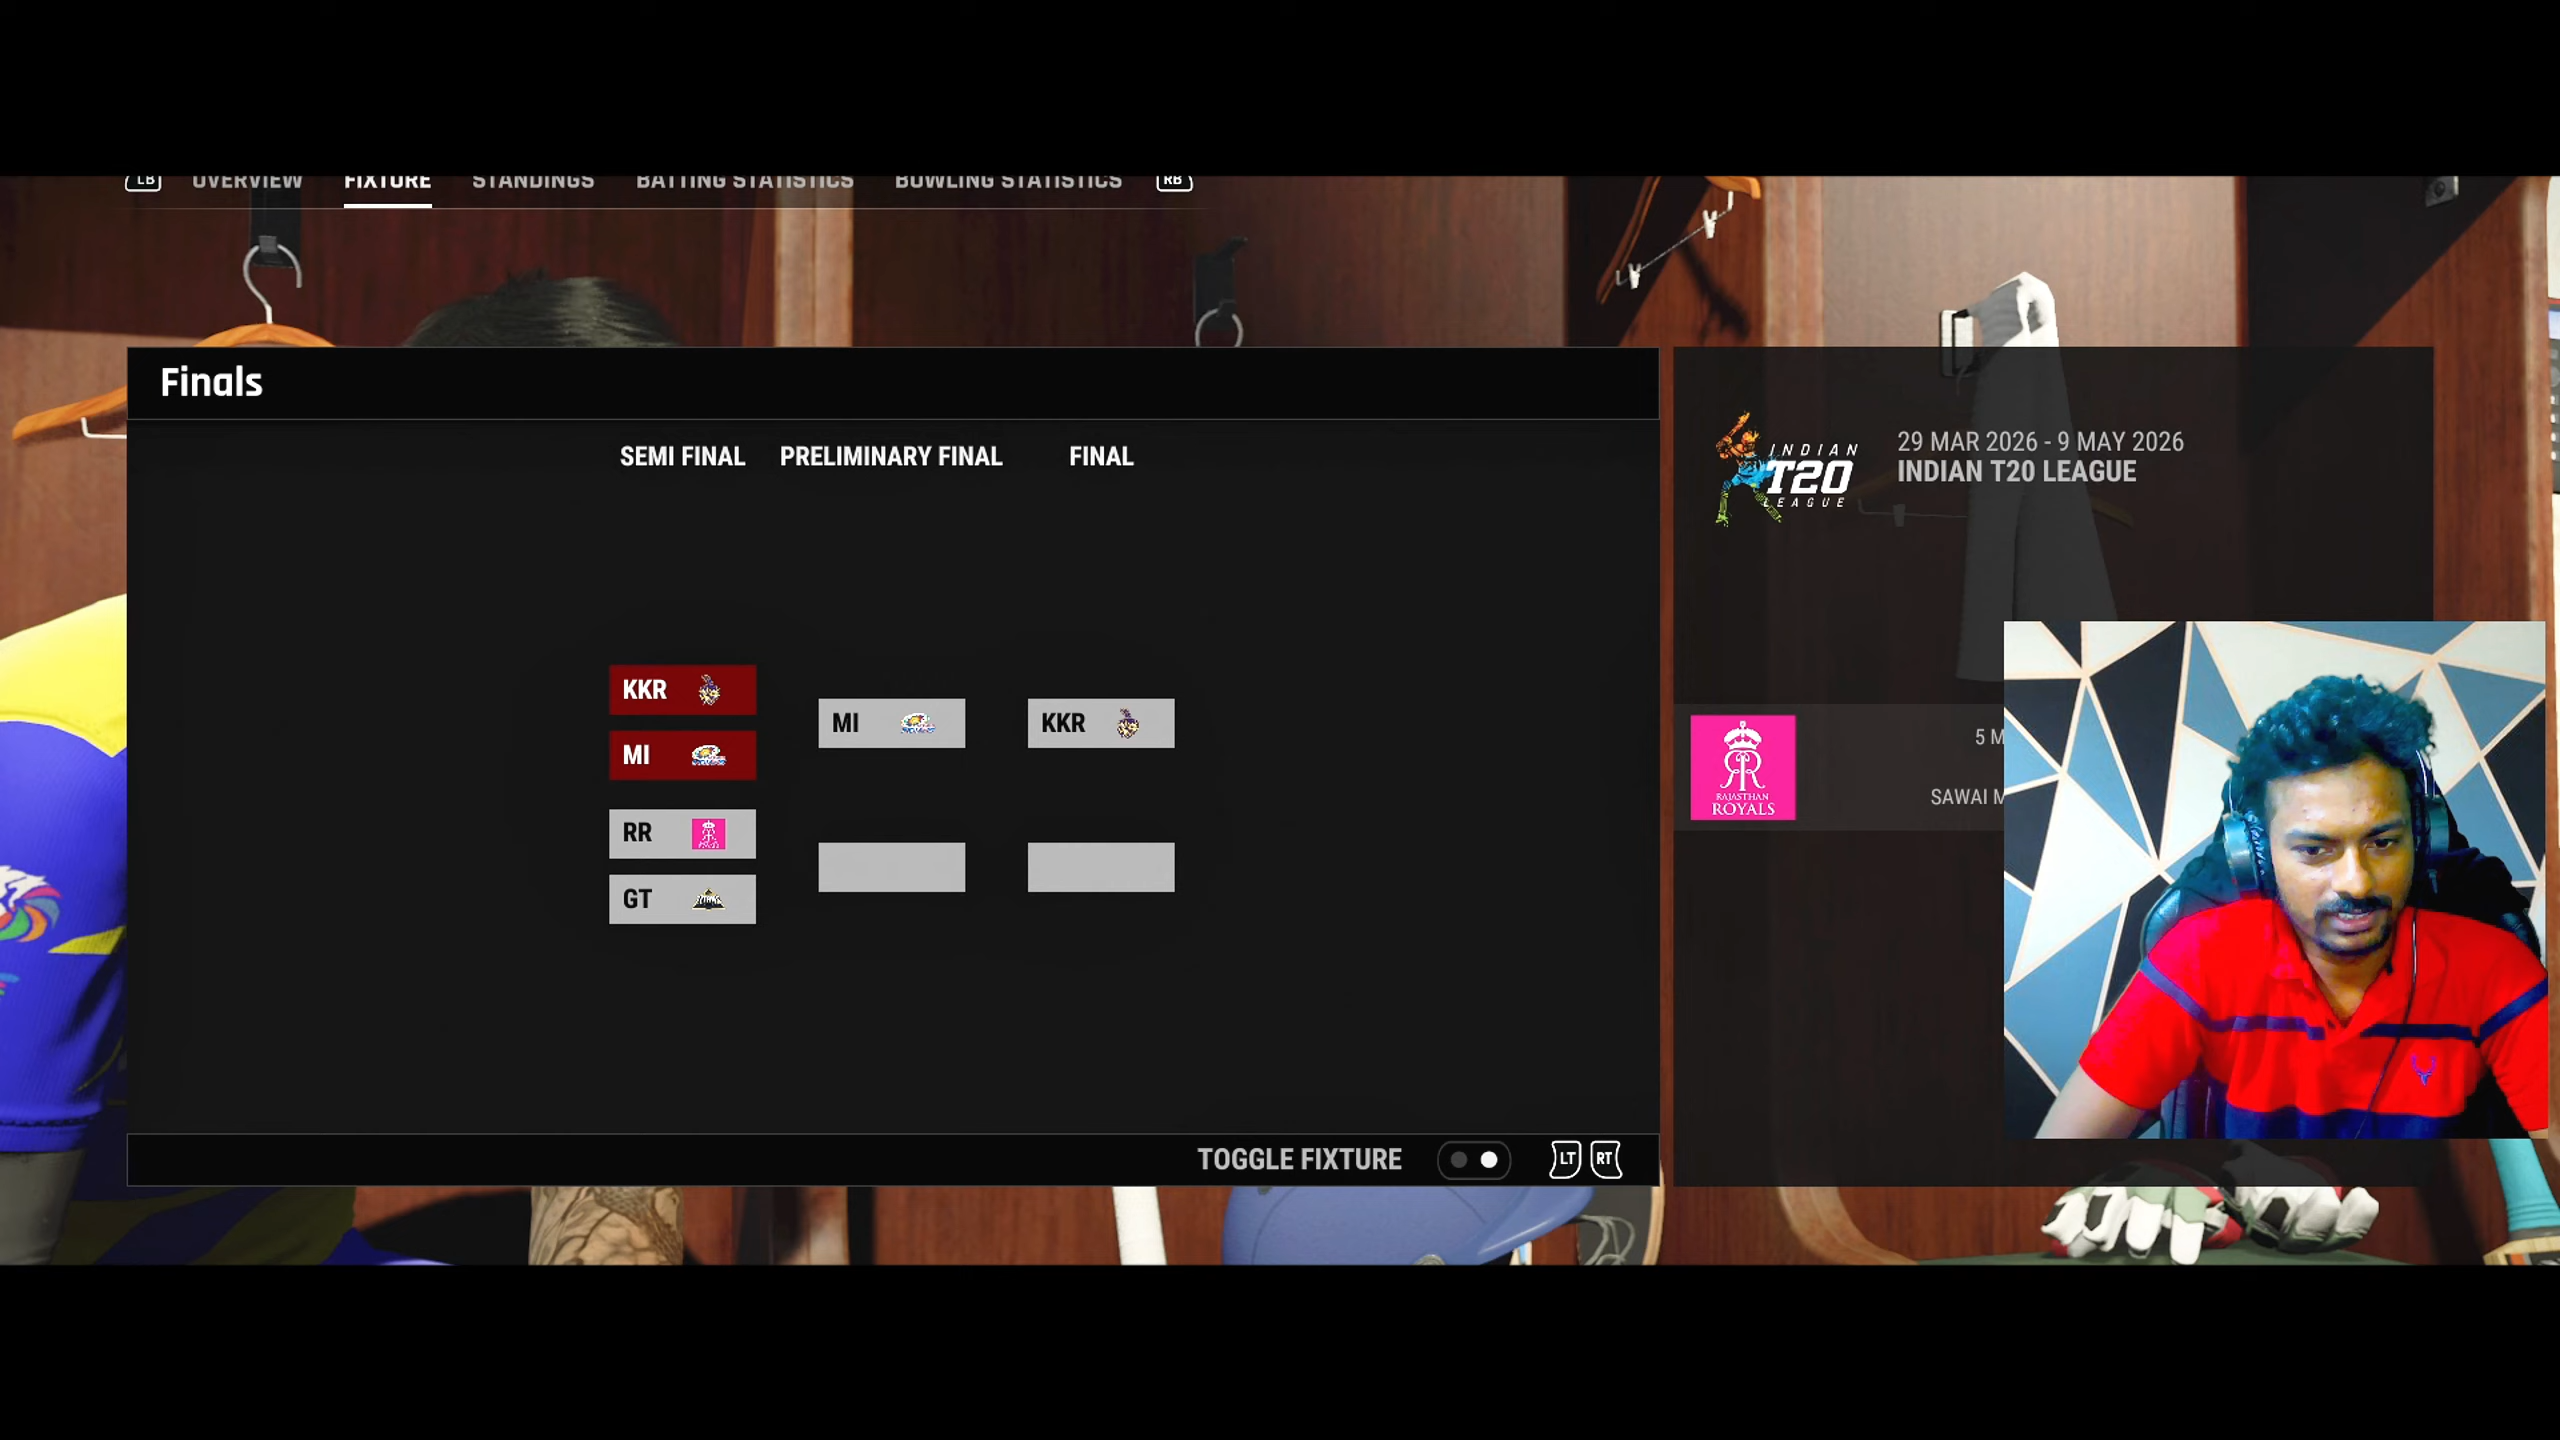 LB OVERVIEW FIXTURE STANDINGS BATTING STATISTICS BOWLING STATISTICS RB
Finals
SEMI FINAL PRELIMINARY FINAL FINAL
KKR
MI
RR
GT
MI
KKR
TOGGLE FIXTURE LT RT
INDIAN
T20
LEAGUE
29 MAR 2026 - 9 MAY 2026
INDIAN T20 LEAGUE
RAJASTHAN
ROYALS
5 M
SAWAI M